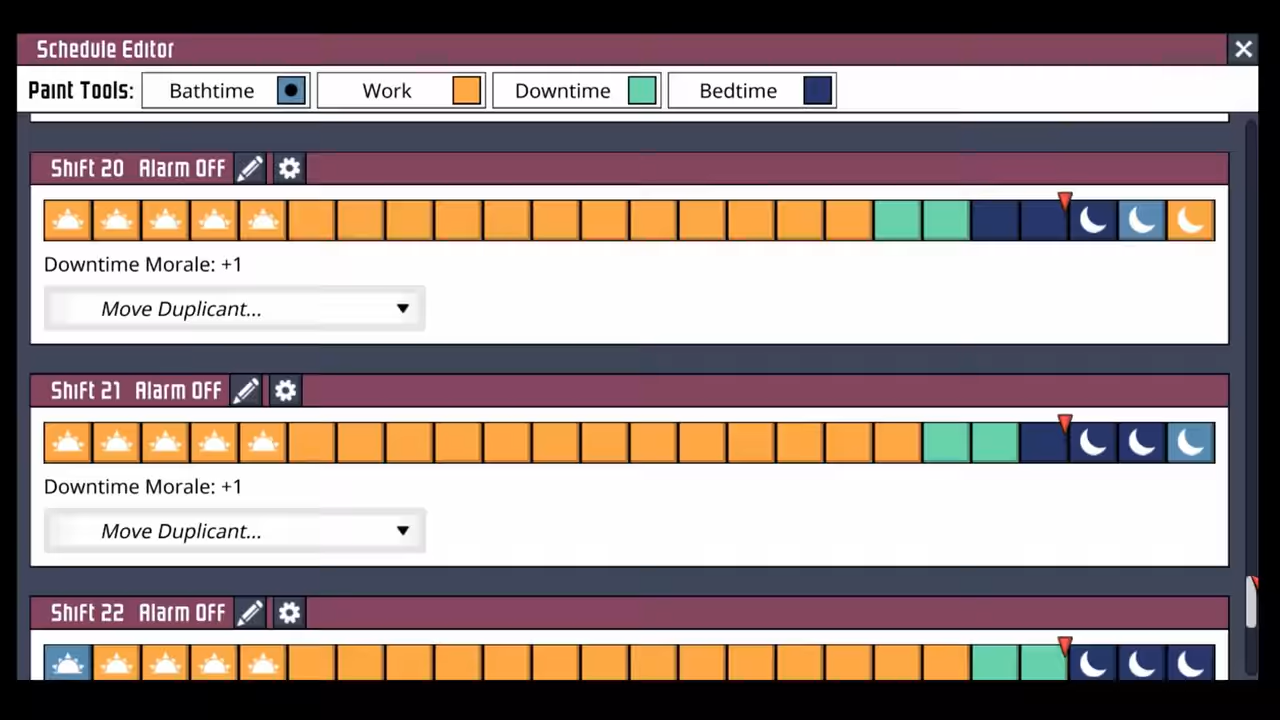 Schedule Editor
Paint Tools: Bathtime Work Downtime Bedtime
Shift 20 Alarm OFF
Downtime Morale: +1
Move Duplicant...
Shift 21 Alarm OFF
Downtime Morale: +1
Move Duplicant...
Shift 22 Alarm OFF